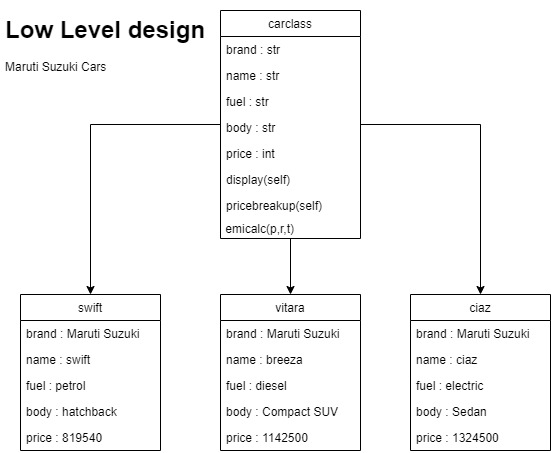 Low Level design
Maruti Suzuki Cars
carclass
brand : str
name : str
fuel : str
body : str
price : int
display(self)
pricebreakup(self)
emicalc(p,r,t)
swift
brand : Maruti Suzuki
name : swift
fuel : petrol
body : hatchback
price : 819540
vitara
brand : Maruti Suzuki
name : breeza
fuel : diesel
body : Compact SUV
price : 1142500
ciaz
brand : Maruti Suzuki
name : ciaz
fuel : electric
body : Sedan
price : 1324500